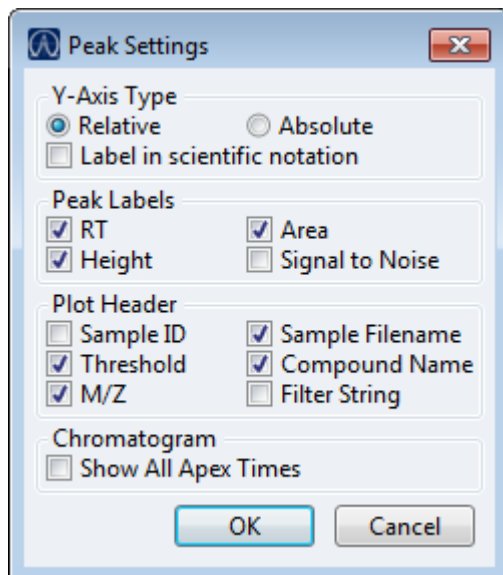 Peak Settings
Y-Axis Type
Relative Absolute
Label in scientific notation
Peak Labels
RT Area
Height Signal to Noise
Plot Header
Sample ID Sample Filename
Threshold Compound Name
M/Z Filter String
Chromatogram
Show All Apex Times
OK Cancel